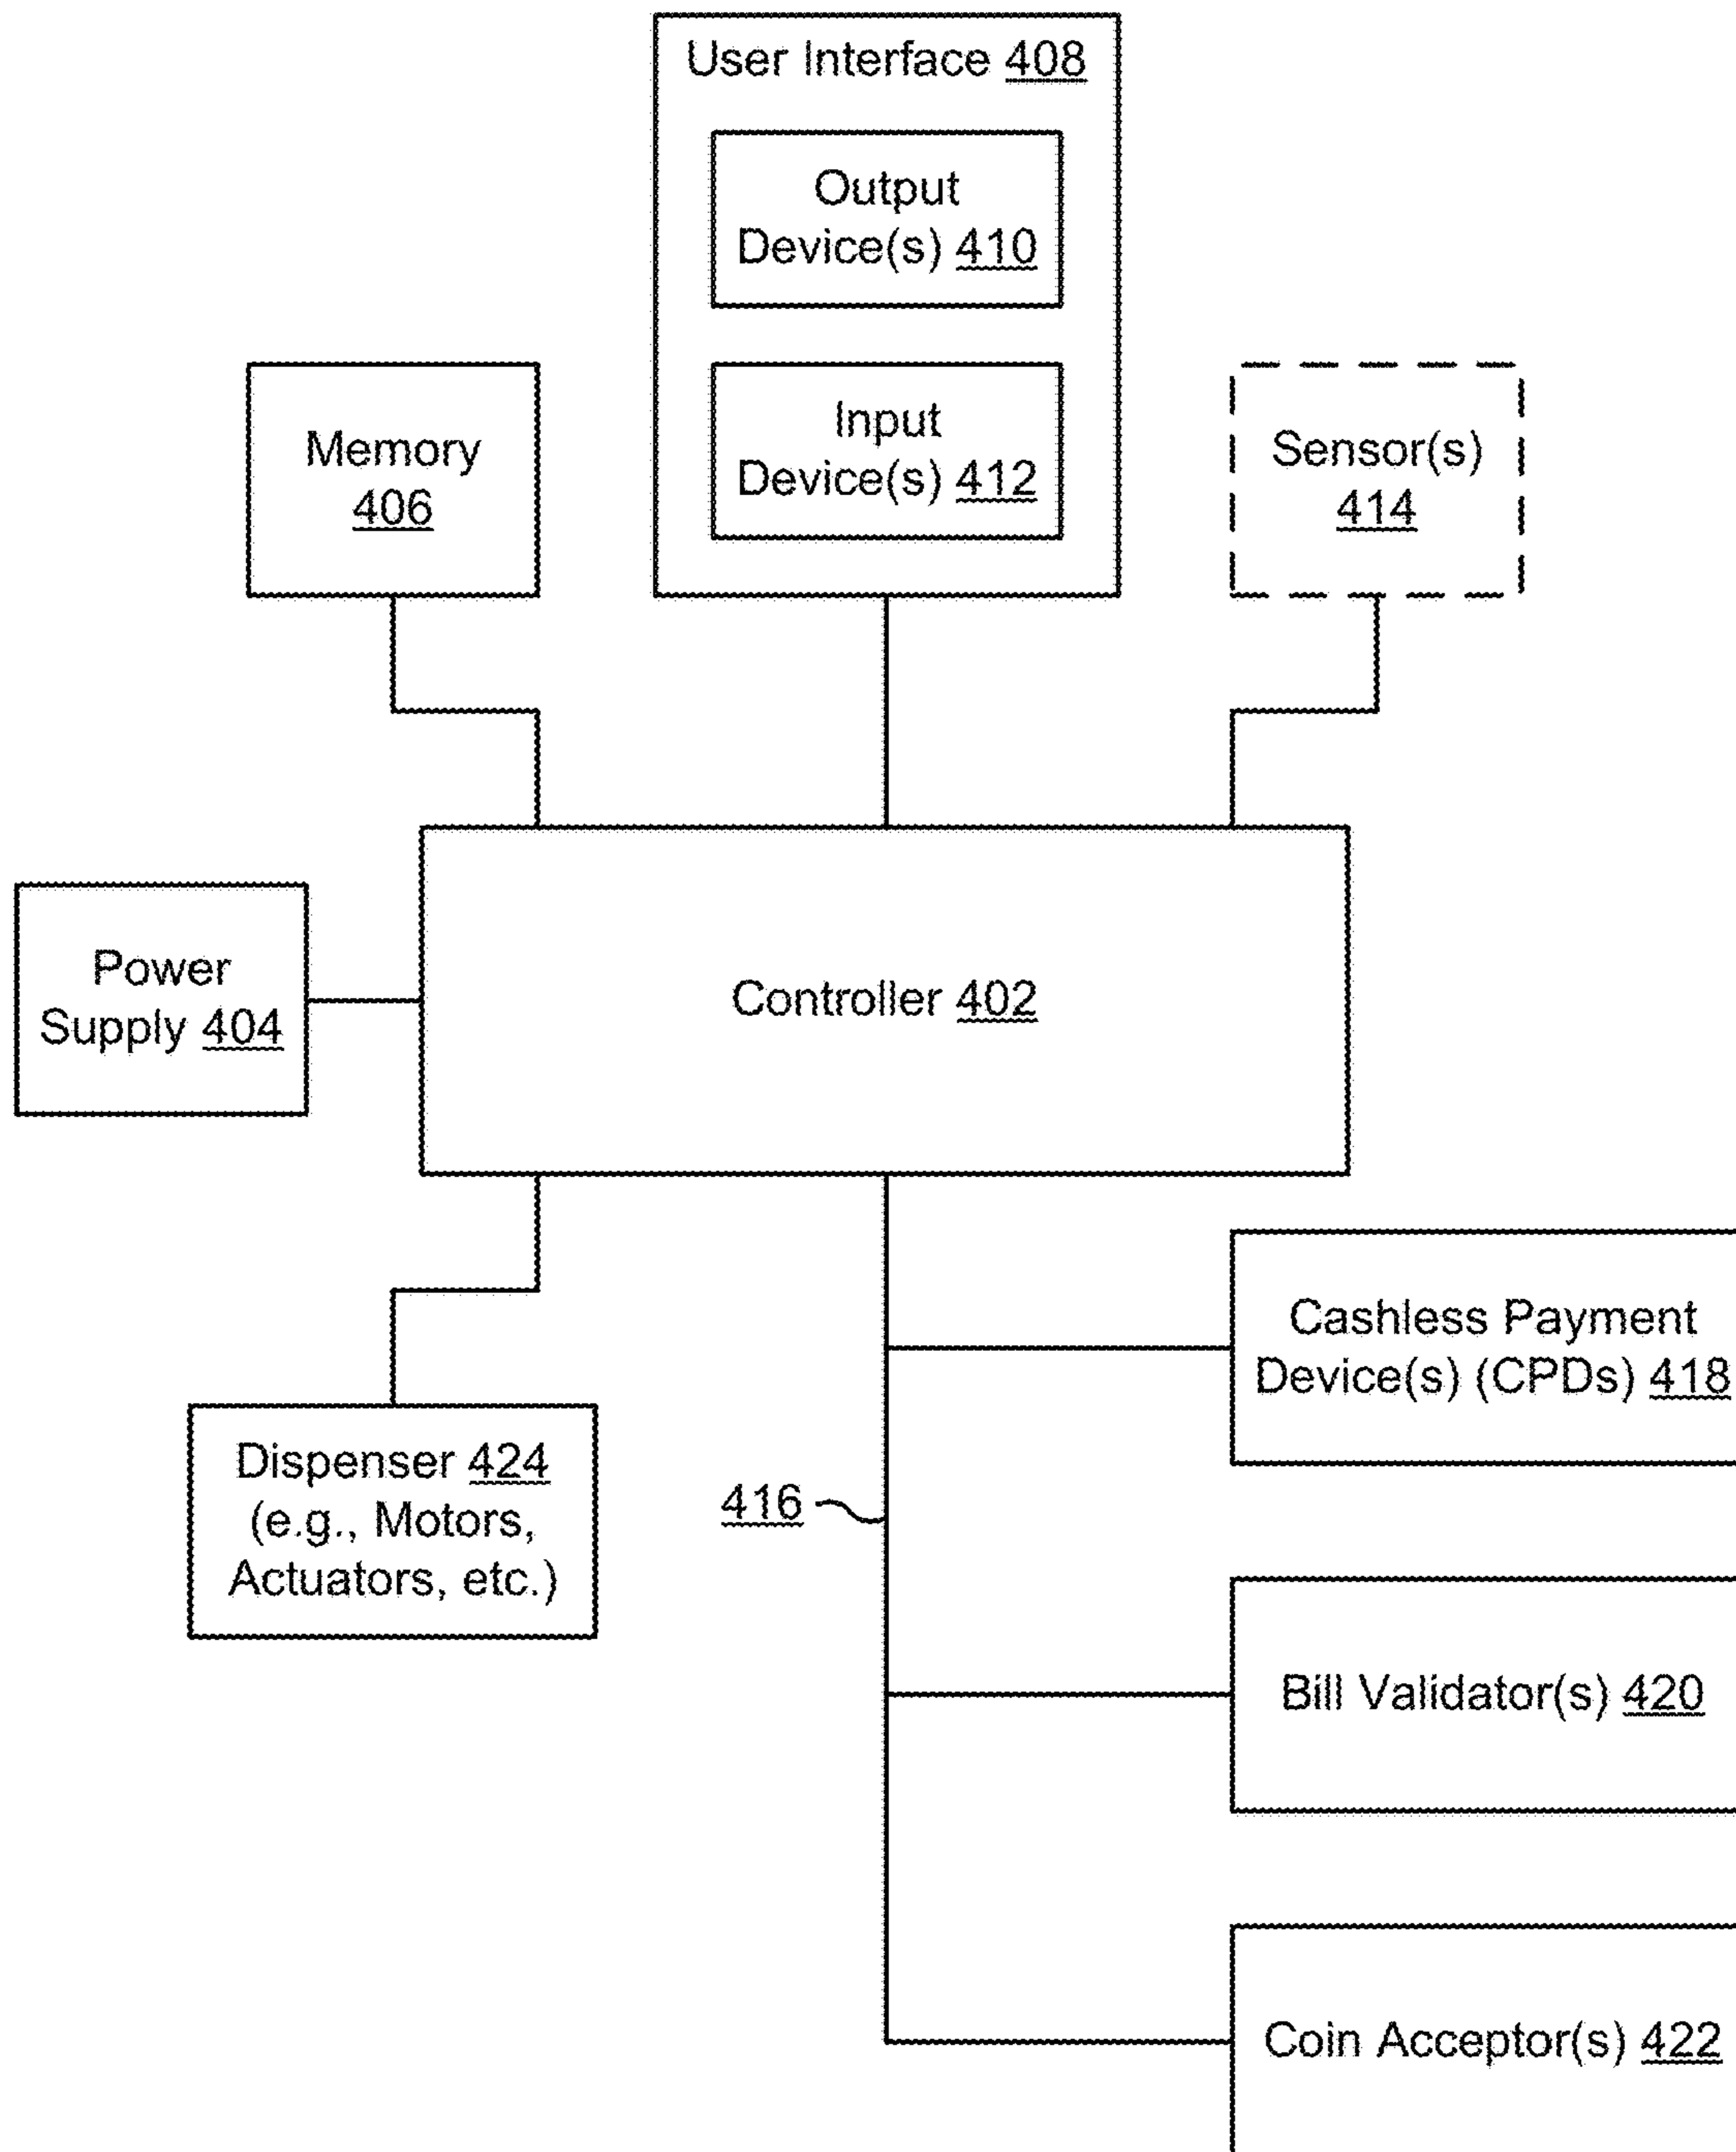 User Interface 408
Output
Device(s) 410
Input
Device(s) 412
Memory
406
Sensor(s)
414
Power
Supply 404
Controller 402
Cashless Payment
Device(s) (CPDs) 418
Dispenser 424
(e.g., Motors,
Actuators, etc.)
416
Bill Validator(s) 420
Coin Acceptor(s) 422